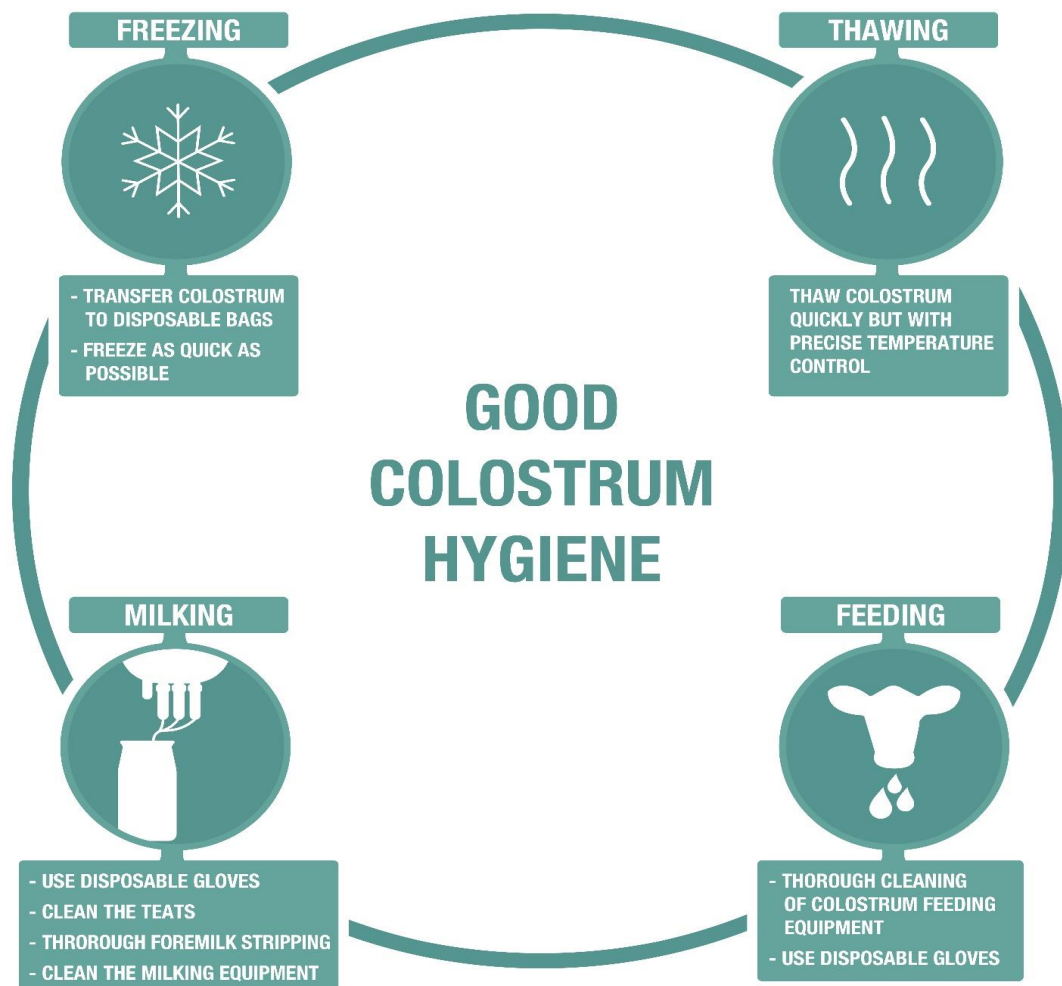 FREEZING
- TRANSFER COLOSTRUM
TO DISPOSABLE BAGS
- FREEZE AS QUICK AS
POSSIBLE
THAWING
THAW COLOSTRUM
QUICKLY BUT WITH
PRECISE TEMPERATURE
CONTROL
GOOD
COLOSTRUM
HYGIENE
MILKING
- USE DISPOSABLE GLOVES
- CLEAN THE TEATS
- THROROUGH FOREMILK STRIPPING
- CLEAN THE MILKING EQUIPMENT
FEEDING
- THOROUGH CLEANING
OF COLOSTRUM FEEDING
EQUIPMENT
- USE DISPOSABLE GLOVES